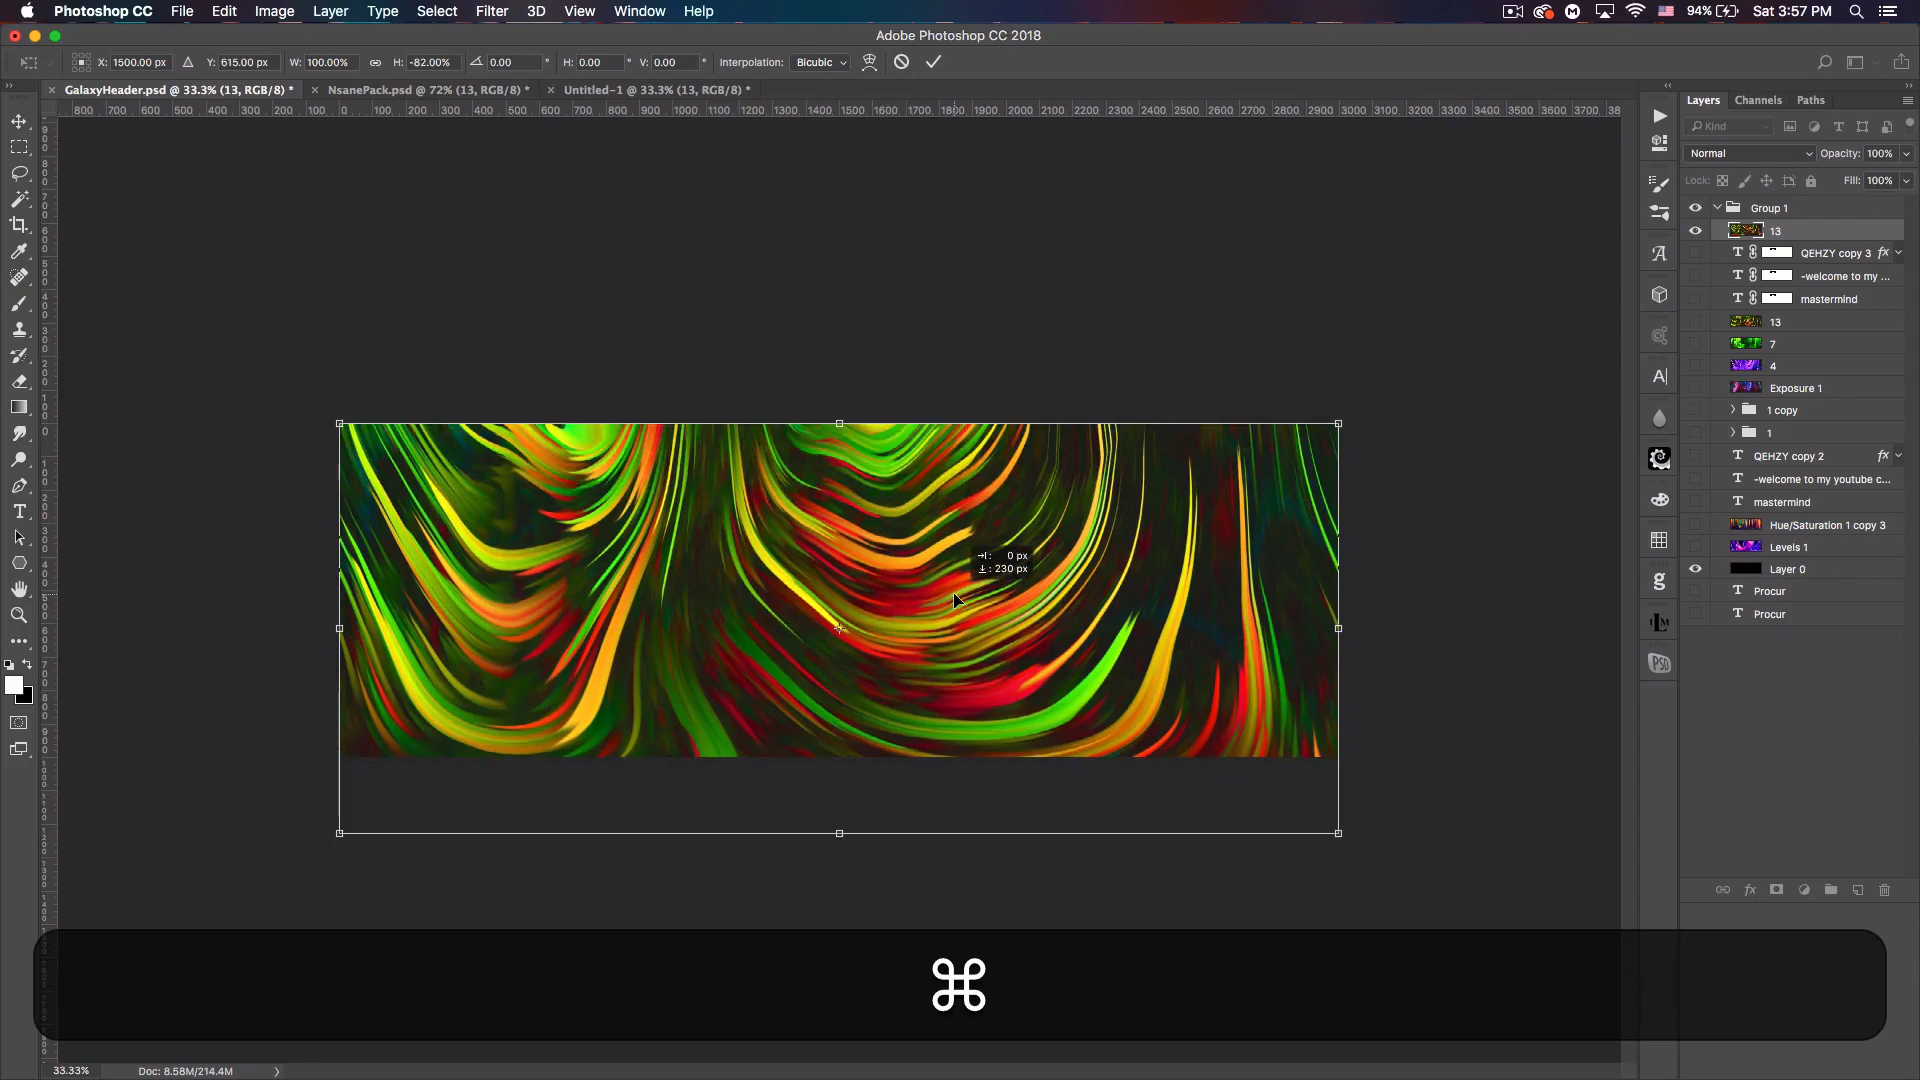 Photoshop CC File Edit Image Layer Type Select Filter 3D View Window Help 94% Sat 3:57 PM
Adobe Photoshop CC 2018
X: 1500.00 px Y: 615.00 px W: 100.00% H: -82.00% 0.00 ° H: 0.00 ° V: 0.00 ° Interpolation: Bicubic
GalaxyHeader.psd @ 33.3% (13, RGB/8) * NsanePack.psd @ 72% (13, RGB/8) * Untitled-1 @ 33.3% (13, RGB/8) *
800 700 600 500 400 300 200 100 0 100 200 300 400 500 600 700 800 900 1000 1100 1200 1300 1400 1500 1600 1700 1800 1900 2000 2100 2200 2300 2400 2500 2600 2700 2800 2900 3000 3100 3200 3300 3400 3500 3600 3700 38
Layers Channels Paths
Kind
Normal Opacity: 100%
Lock: Fill: 100%
Group 1
13
QEHZY copy 3 fx
-welcome to my ...
mastermind
13
7
4
Exposure 1
1 copy
1
QEHZY copy 2 fx
-welcome to my youtube c...
mastermind
Hue/Saturation 1 copy 3
Levels 1
Layer 0
Procur
Procur
0 px
230 px
⌘
33.33% Doc: 8.58M/214.4M